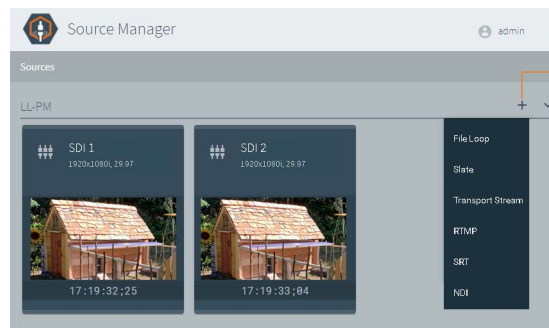 Source Manager
admin
Sources
LL-PM
+
SDI 1
1920x1080i, 29.97
SDI 2
1920x1080i, 29.97
File Loop
Slate
Transport Stream
RTMP
SRT
NDI
17:19:32;25
17:19:33;04